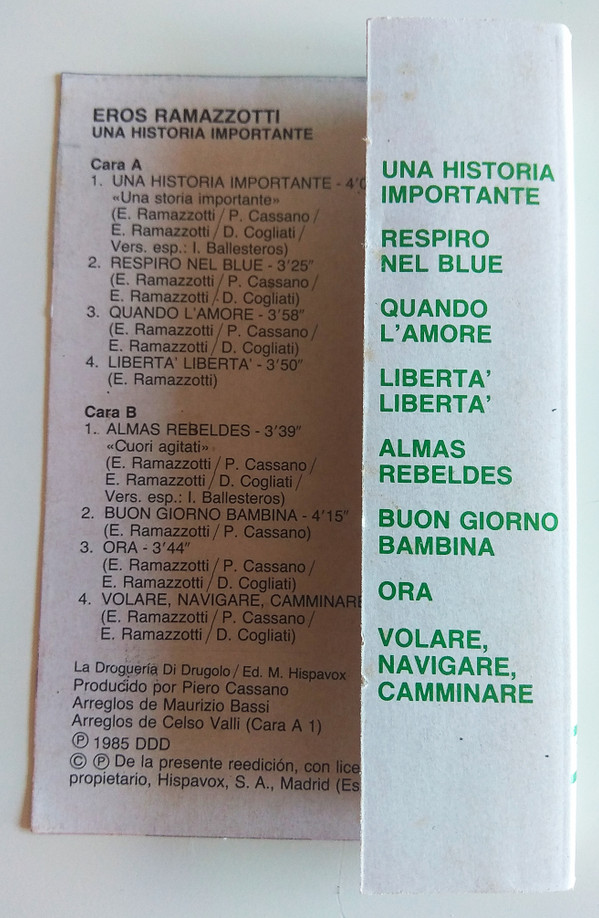 EROS RAMAZZOTTI
UNA HISTORIA IMPORTANTE
Cara A
1. UNA HISTORIA IMPORTANTE - 4'0
«Una storia importante»
(E. Ramazzotti / P. Cassano /
E. Ramazzotti / D. Cogliati /
Vers. esp.: I. Ballesteros)
2. RESPIRO NEL BLUE - 3'25"
(E. Ramazzotti / P. Cassano /
E. Ramazzotti / D. Cogliati)
3. QUANDO L'AMORE - 3'58"
(E. Ramazzotti / P. Cassano /
E. Ramazzotti / D. Cogliati)
4. LIBERTA' LIBERTA' - 3'50"
(E. Ramazzotti)
Cara B
1. ALMAS REBELDES - 3'39"
«Cuori agitati»
(E. Ramazzotti / P. Cassano /
E. Ramazzotti / D. Cogliati /
Vers. esp.: I. Ballesteros)
2. BUON GIORNO BAMBINA - 4'15"
(E. Ramazzotti / P. Cassano)
3. ORA - 3'44"
(E. Ramazzotti / P. Cassano /
E. Ramazzotti / D. Cogliati)
4. VOLARE, NAVIGARE, CAMMINARE
(E. Ramazzotti / P. Cassano /
E. Ramazzotti / D. Cogliati)
La Droguería Di Drugolo / Ed. M. Hispavox
Producido por Piero Cassano
Arreglos de Maurizio Bassi
Arreglos de Celso Valli (Cara A 1)
Ⓟ 1985 DDD
© Ⓟ De la presente reedición, con lice
propietario, Hispavox, S. A., Madrid (Es
UNA HISTORIA
IMPORTANTE
RESPIRO
NEL BLUE
QUANDO
L'AMORE
LIBERTA'
LIBERTA'
ALMAS
REBELDES
BUON GIORNO
BAMBINA
ORA
VOLARE,
NAVIGARE,
CAMMINARE